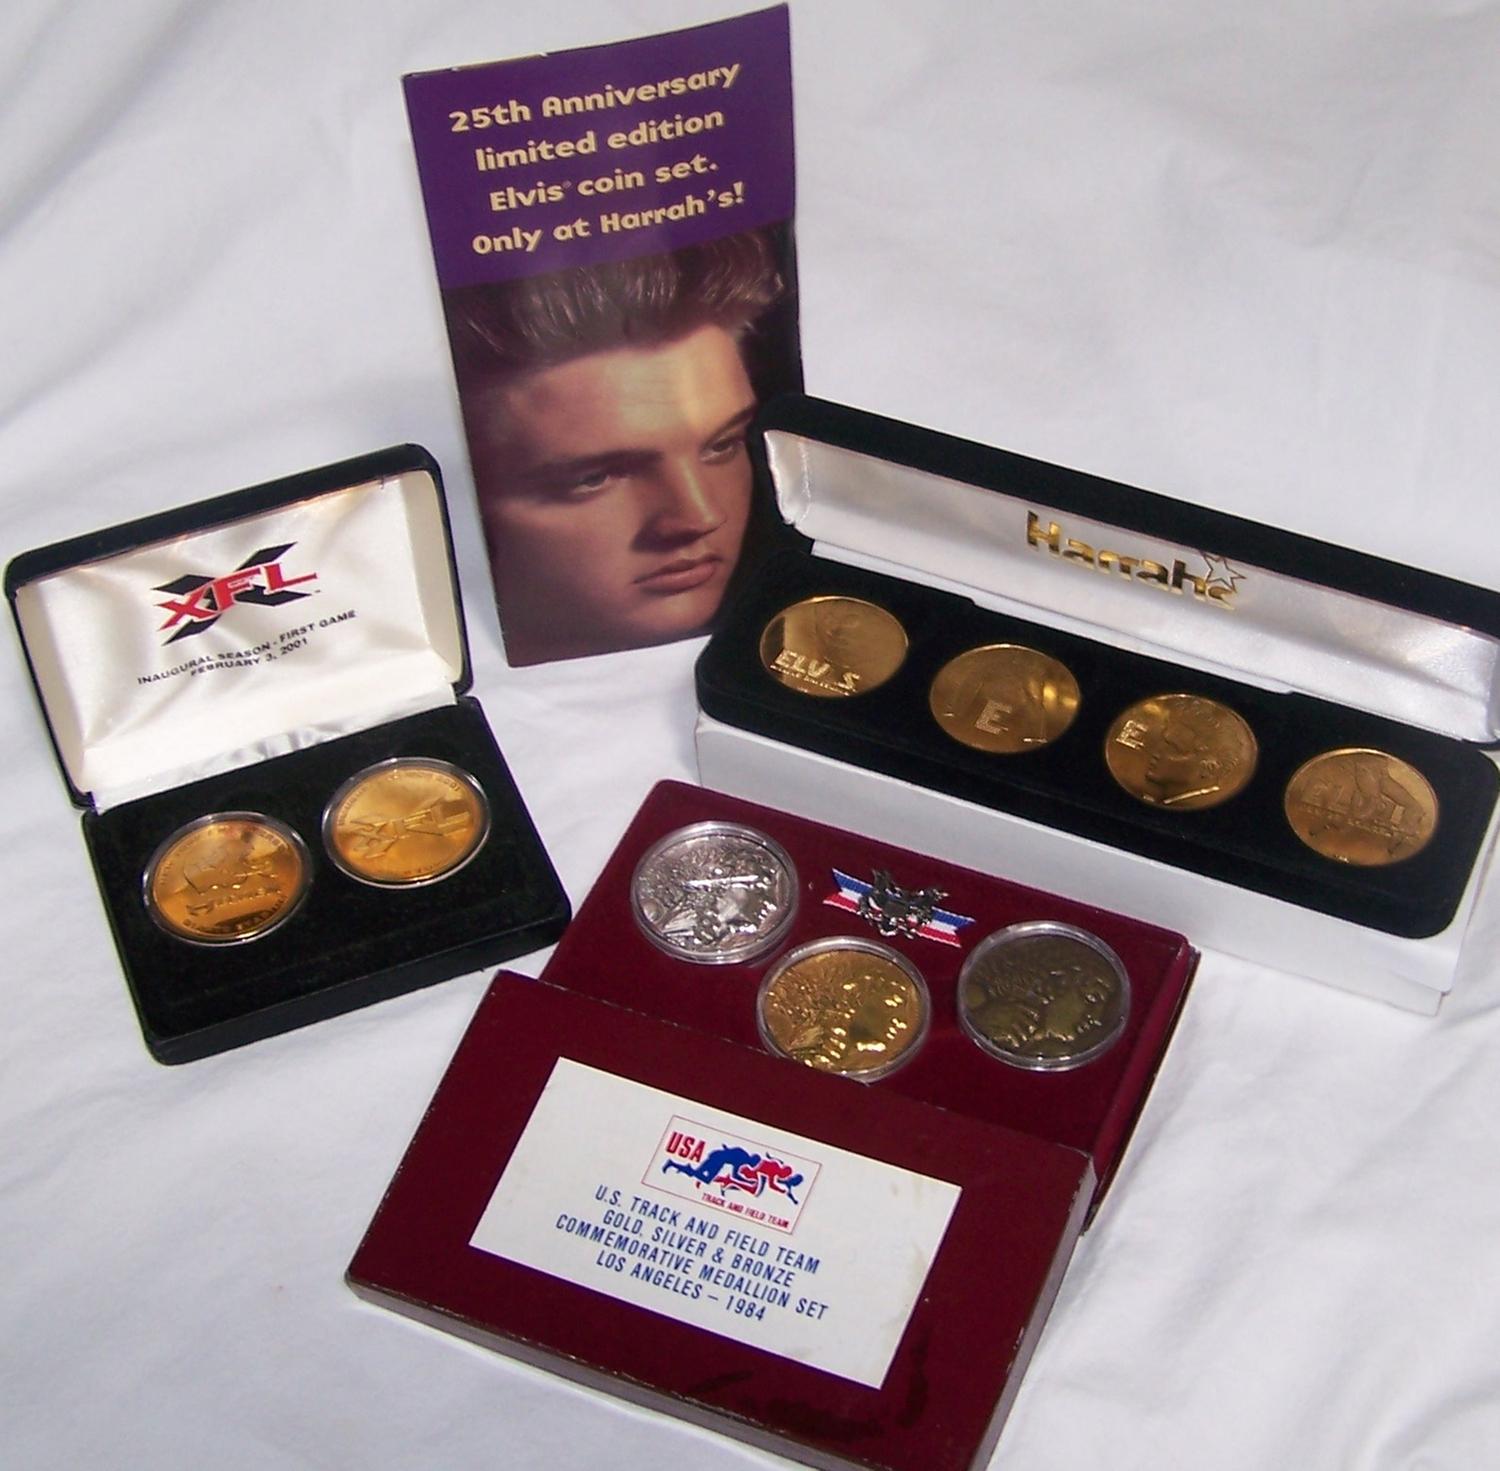 25th Anniversary
limited edition
Elvis® coin set.
Only at Harrah's!
XFL
INAUGURAL SEASON - FIRST GAME
FEBRUARY 3, 2001
Harrah's
ELVIS
E
E
ELVIS
XFL
USA
TRACK AND FIELD TEAM
U.S. TRACK AND FIELD TEAM
GOLD, SILVER & BRONZE
COMMEMORATIVE MEDALLION SET
LOS ANGELES – 1984